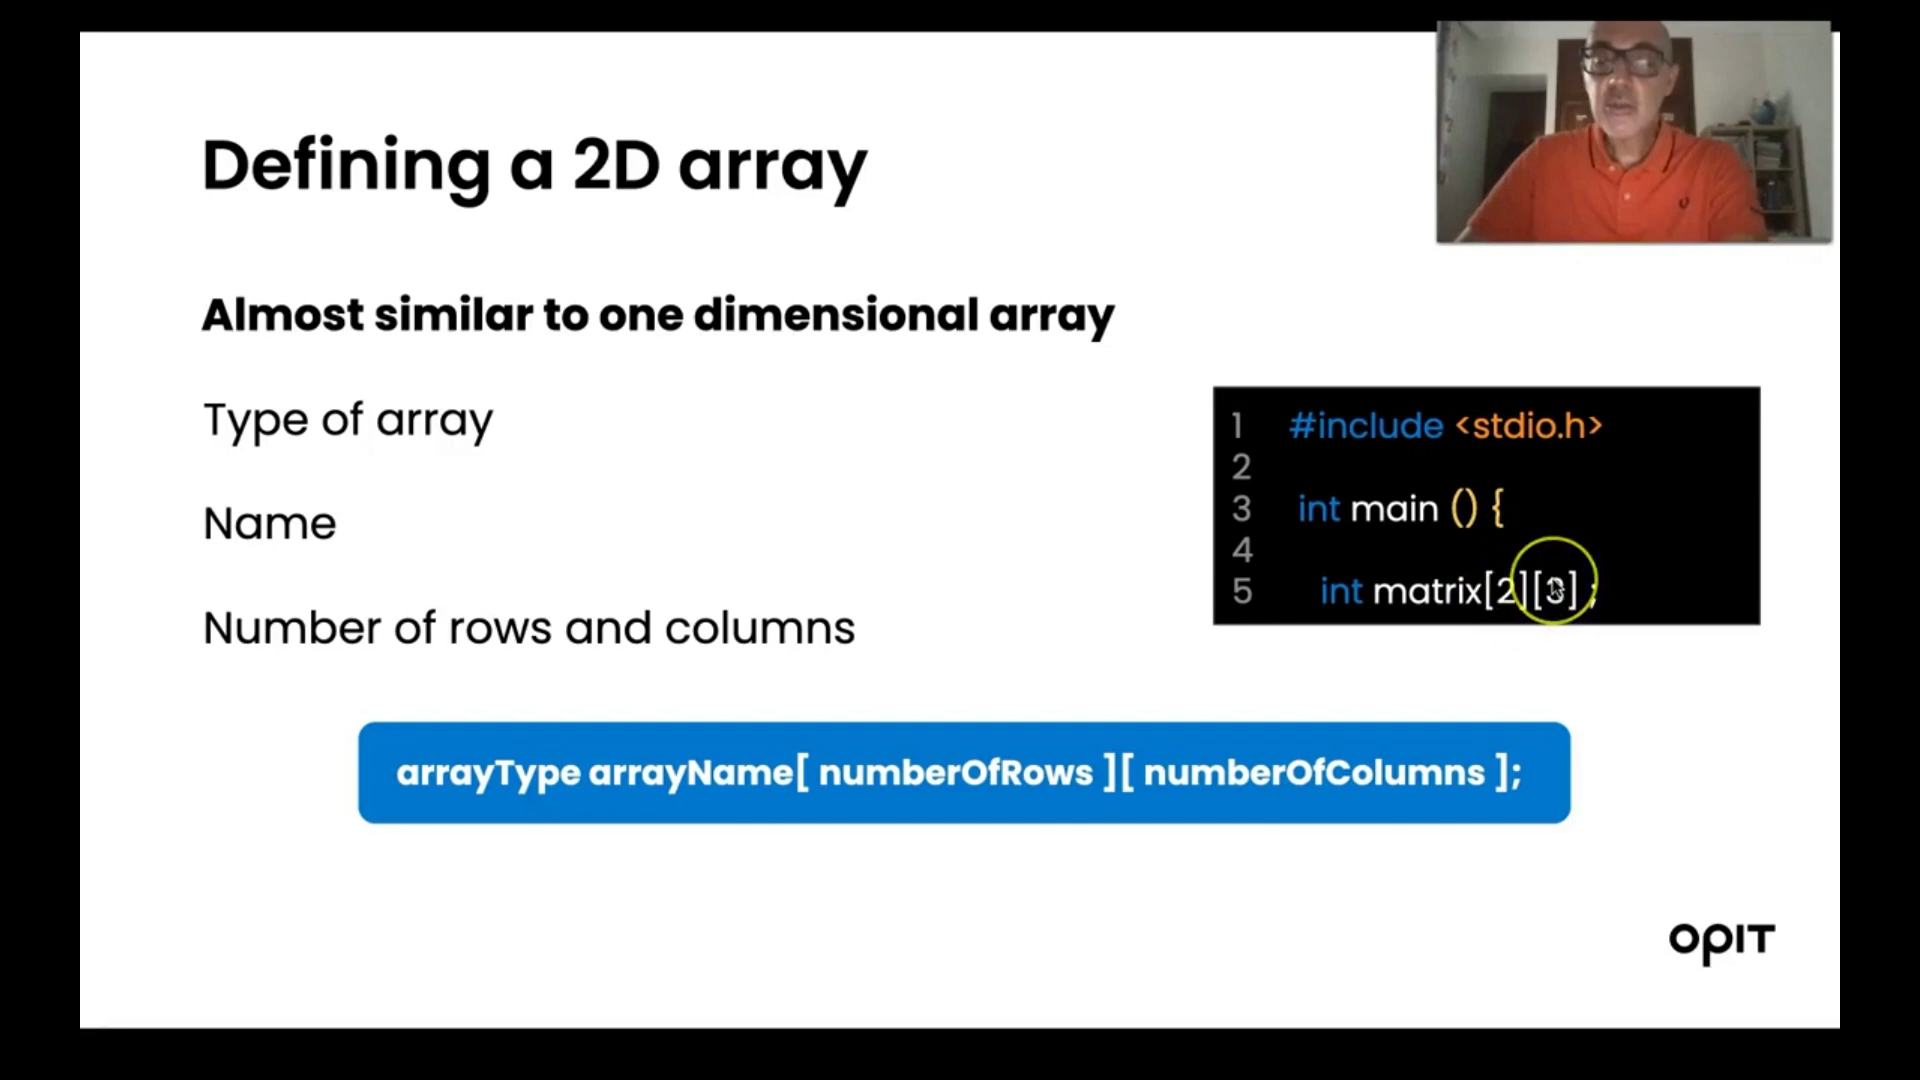 Defining a 2D array
Almost similar to one dimensional array
Type of array
Name
Number of rows and columns
1 #include <stdio.h>
2
3 int main () {
4
5 int matrix[2][3] ;
arrayType arrayName[ numberOfRows ][ numberOfColumns ];
opit